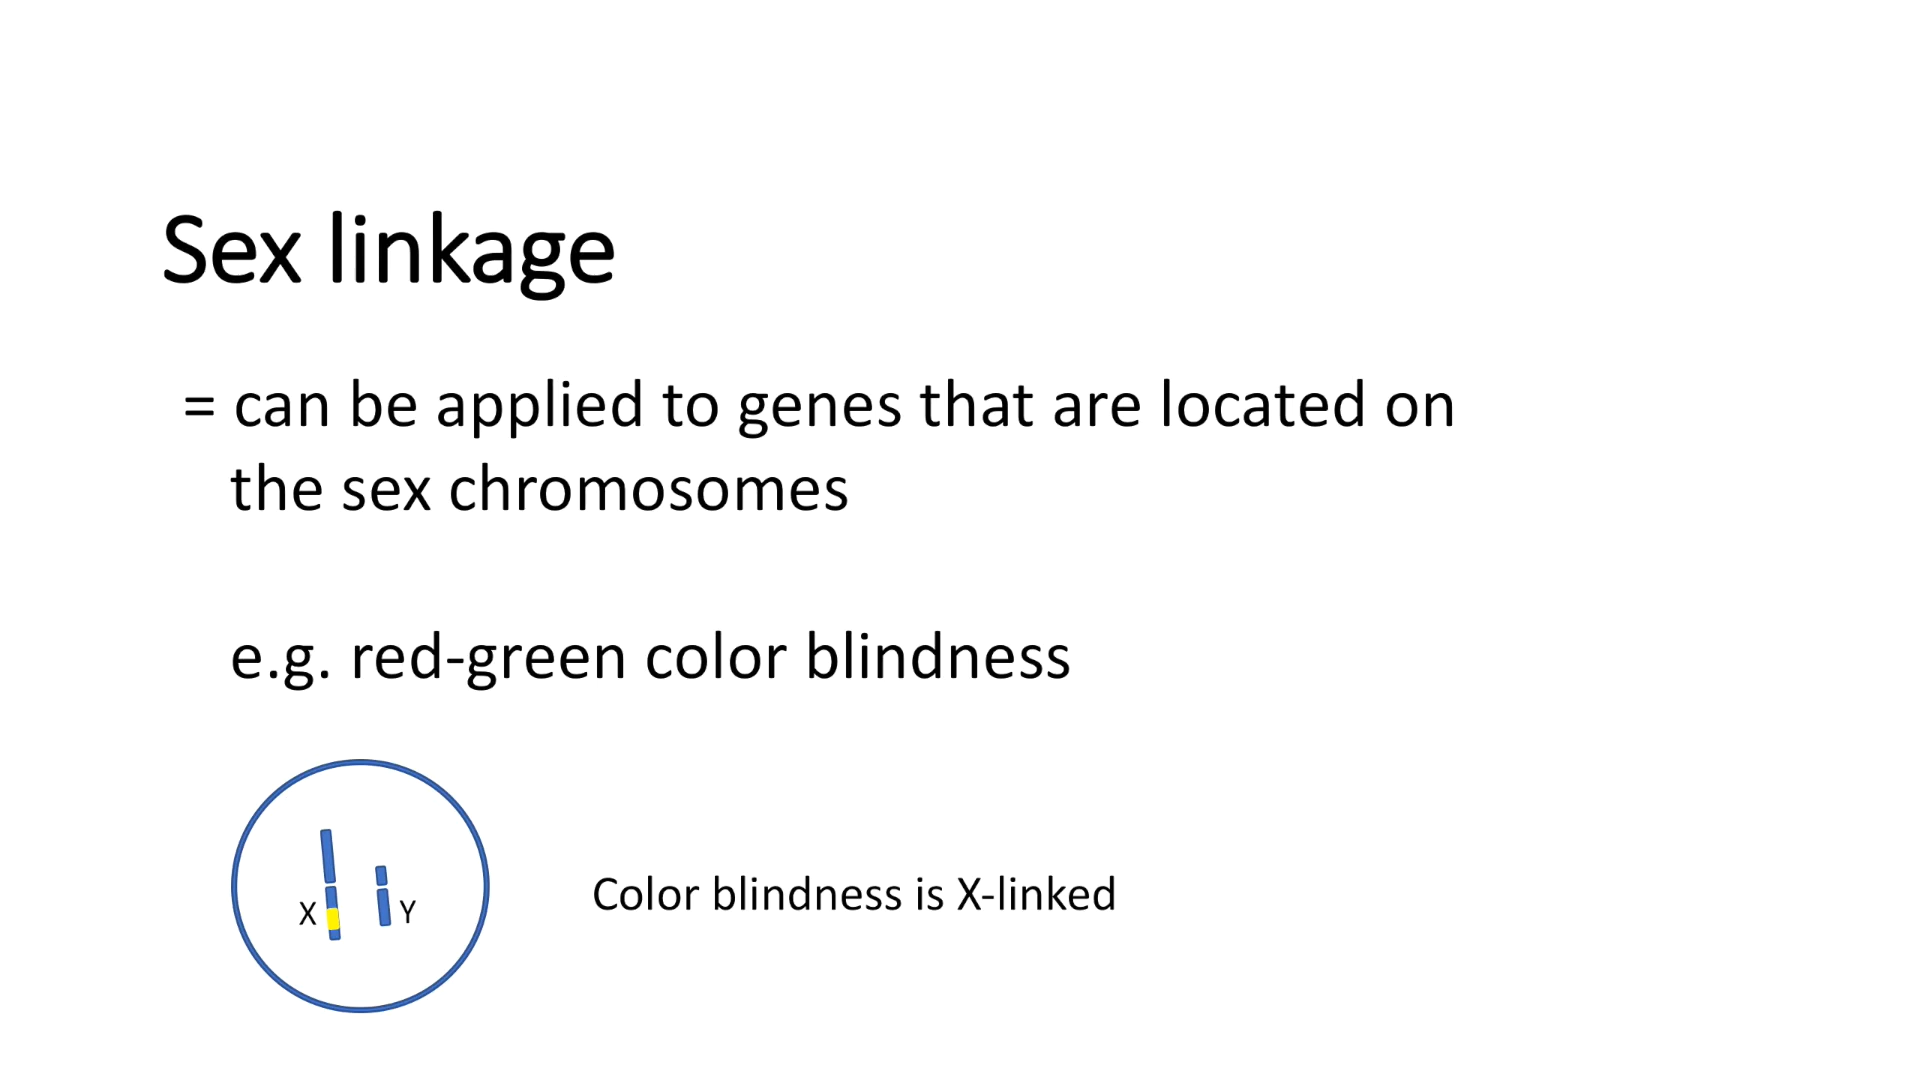 Sex linkage
= can be applied to genes that are located on
the sex chromosomes
e.g. red-green color blindness
X Y
Color blindness is X-linked